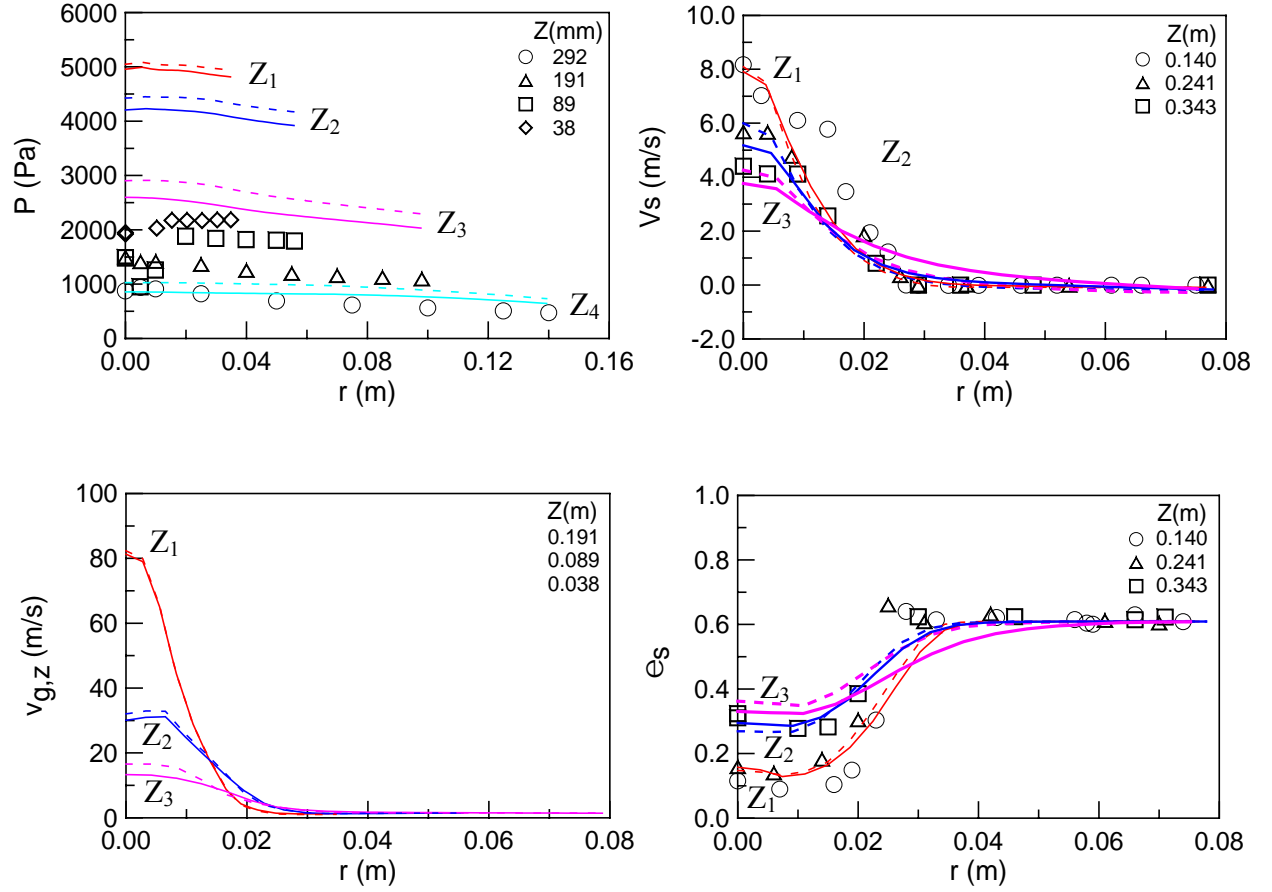 6000
5000
4000
3000
2000
1000
0
P (Pa)
0.00
0.04
0.08
0.12
0.16
r (m)
Z(mm)
292
191
89
38
Z1
Z2
Z3
Z4
10.0
8.0
6.0
4.0
2.0
0.0
-2.0
Vs (m/s)
0.00
0.02
0.04
0.06
0.08
r (m)
Z(m)
0.140
0.241
0.343
Z1
Z2
Z3
100
80
60
40
20
0
vg,z (m/s)
0.00
0.02
0.04
0.06
0.08
r (m)
Z(m)
0.191
0.089
0.038
Z1
Z2
Z3
1.0
0.8
0.6
0.4
0.2
0.0
es
0.00
0.02
0.04
0.06
0.08
r (m)
Z(m)
0.140
0.241
0.343
Z3
Z2
Z1